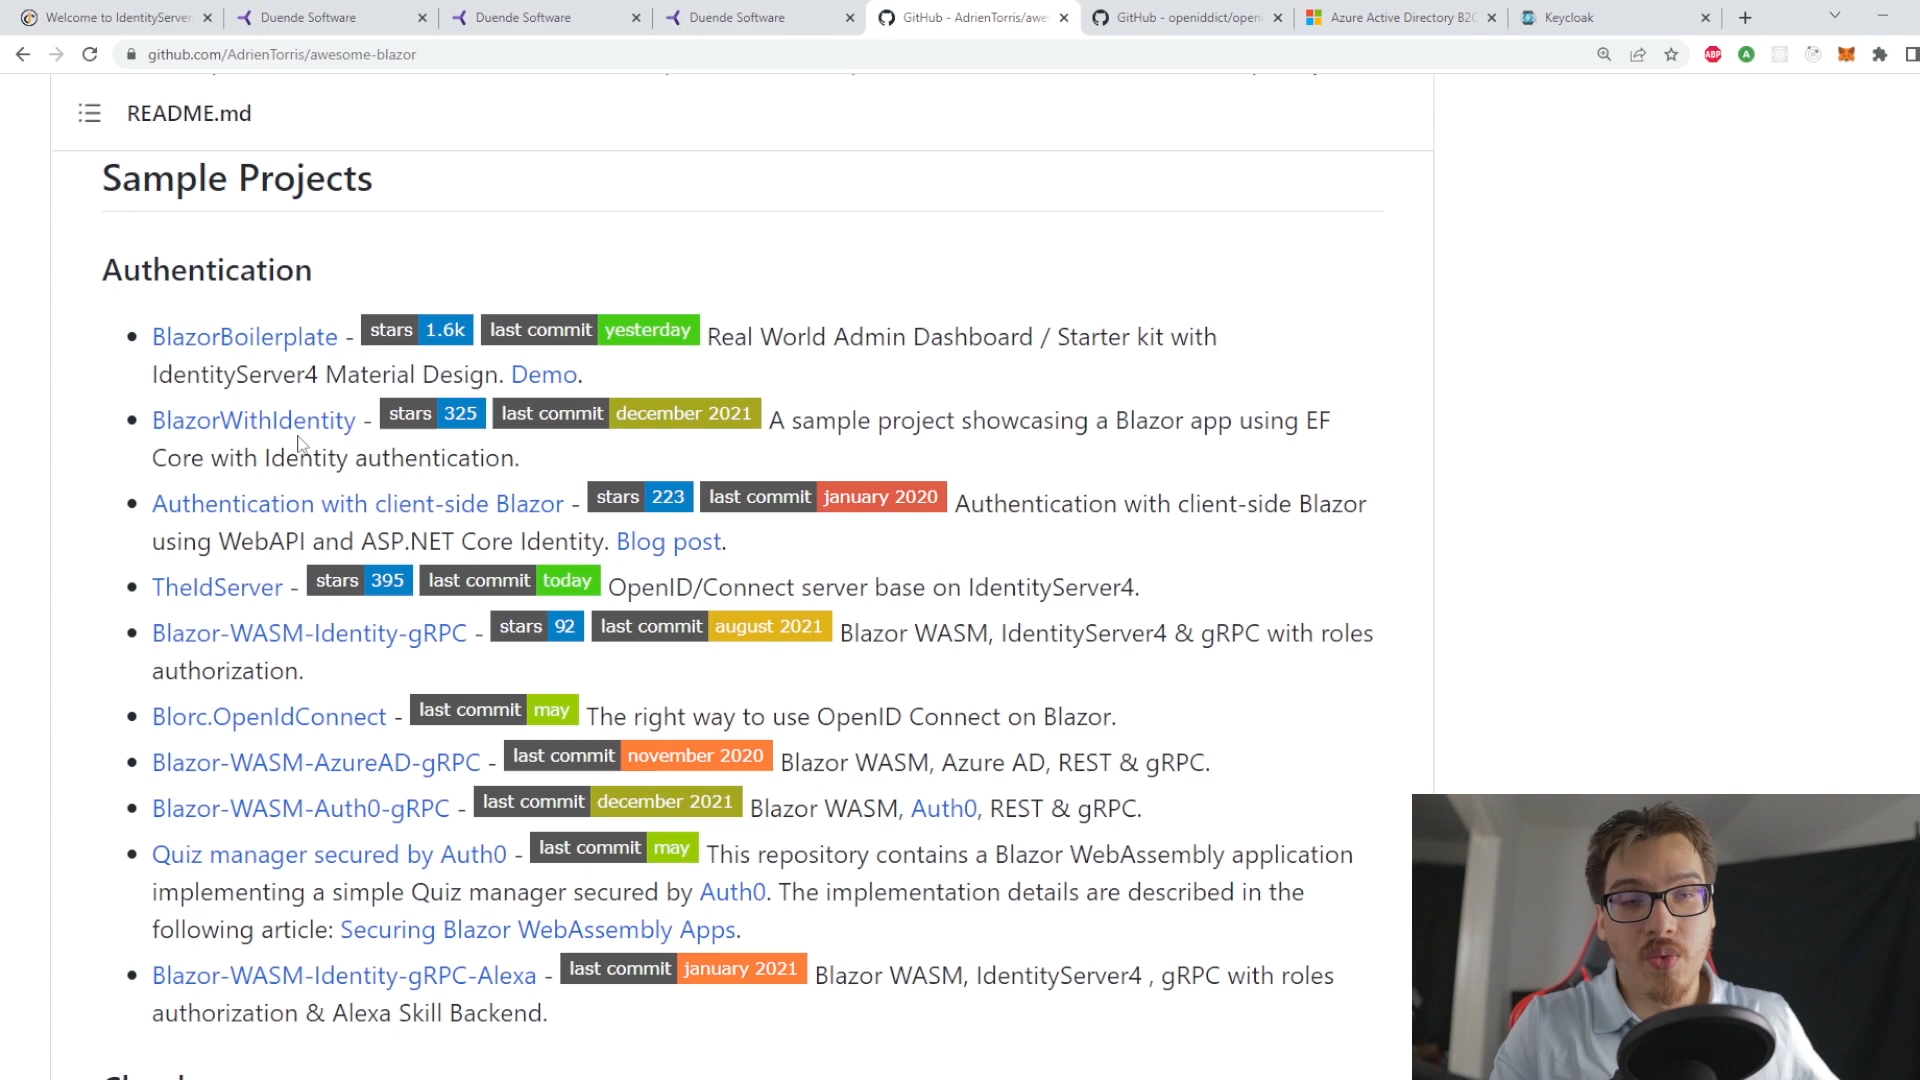 Welcome to IdentityServer
Duende Software
Duende Software
Duende Software
GitHub - AdrienTorris/awe
GitHub - openiddict/openi
Azure Active Directory B2C
Keycloak
github.com/AdrienTorris/awesome-blazor
ABP
A
README.md
Sample Projects
Authentication
BlazorBoilerplate - stars 1.6k last commit yesterday Real World Admin Dashboard / Starter kit with
IdentityServer4 Material Design. Demo.
BlazorWithIdentity - stars 325 last commit december 2021 A sample project showcasing a Blazor app using EF
Core with Identity authentication.
Authentication with client-side Blazor - stars 223 last commit january 2020 Authentication with client-side Blazor
using WebAPI and ASP.NET Core Identity. Blog post.
TheIdServer - stars 395 last commit today OpenID/Connect server base on IdentityServer4.
Blazor-WASM-Identity-gRPC - stars 92 last commit august 2021 Blazor WASM, IdentityServer4 & gRPC with roles
authorization.
Blorc.OpenIdConnect - last commit may The right way to use OpenID Connect on Blazor.
Blazor-WASM-AzureAD-gRPC - last commit november 2020 Blazor WASM, Azure AD, REST & gRPC.
Blazor-WASM-Auth0-gRPC - last commit december 2021 Blazor WASM, Auth0, REST & gRPC.
Quiz manager secured by Auth0 - last commit may This repository contains a Blazor WebAssembly application
implementing a simple Quiz manager secured by Auth0. The implementation details are described in the
following article: Securing Blazor WebAssembly Apps.
Blazor-WASM-Identity-gRPC-Alexa - last commit january 2021 Blazor WASM, IdentityServer4 , gRPC with roles
authorization & Alexa Skill Backend.